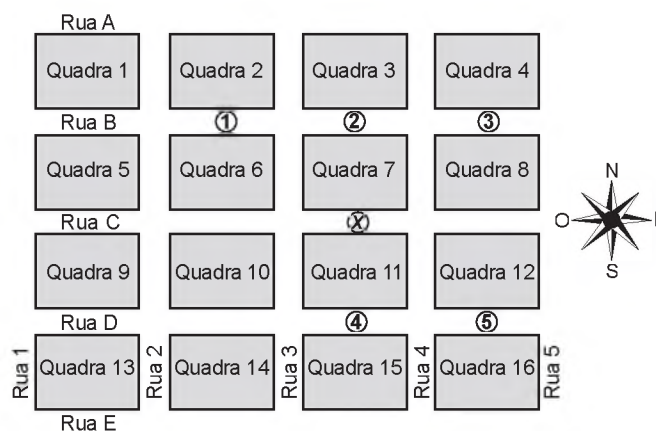 Rua A
Quadra 1 Quadra 2 Quadra 3 Quadra 4
Rua B 1 2 3
Quadra 5 Quadra 6 Quadra 7 Quadra 8
N
O
S
Rua C X
Quadra 9 Quadra 10 Quadra 11 Quadra 12
Rua D 4 5
Rua 1 Quadra 13 Rua 2 Quadra 14 Rua 3 Quadra 15 Rua 4 Quadra 16 Rua 5
Rua E